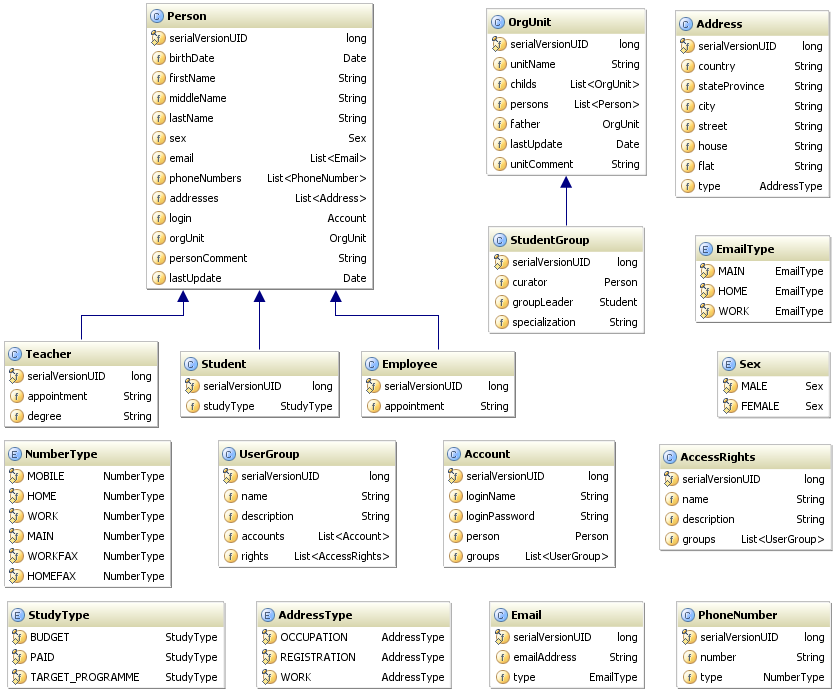 C Person
f serialVersionUID long
f birthDate Date
f firstName String
f middleName String
f lastName String
f sex Sex
f email List<Email>
f phoneNumbers List<PhoneNumber>
f addresses List<Address>
f login Account
f orgUnit OrgUnit
f personComment String
f lastUpdate Date
C OrgUnit
f serialVersionUID long
f unitName String
f childs List<OrgUnit>
f persons List<Person>
f father OrgUnit
f lastUpdate Date
f unitComment String
C Address
f serialVersionUID long
f country String
f stateProvince String
f city String
f street String
f house String
f flat String
f type AddressType
C StudentGroup
f serialVersionUID long
f curator Person
f groupLeader Student
f specialization String
E EmailType
f MAIN EmailType
f HOME EmailType
f WORK EmailType
C Teacher
f serialVersionUID long
f appointment String
f degree String
C Student
f serialVersionUID long
f studyType StudyType
C Employee
f serialVersionUID long
f appointment String
E Sex
f MALE Sex
f FEMALE Sex
E NumberType
f MOBILE NumberType
f HOME NumberType
f WORK NumberType
f MAIN NumberType
f WORKFAX NumberType
f HOMEFAX NumberType
C UserGroup
f serialVersionUID long
f name String
f description String
f accounts List<Account>
f rights List<AccessRights>
C Account
f serialVersionUID long
f loginName String
f loginPassword String
f person Person
f groups List<UserGroup>
C AccessRights
f serialVersionUID long
f name String
f description String
f groups List<UserGroup>
E StudyType
f BUDGET StudyType
f PAID StudyType
f TARGET_PROGRAMME StudyType
E AddressType
f OCCUPATION AddressType
f REGISTRATION AddressType
f WORK AddressType
C Email
f serialVersionUID long
f emailAddress String
f type EmailType
C PhoneNumber
f serialVersionUID long
f number String
f type NumberType